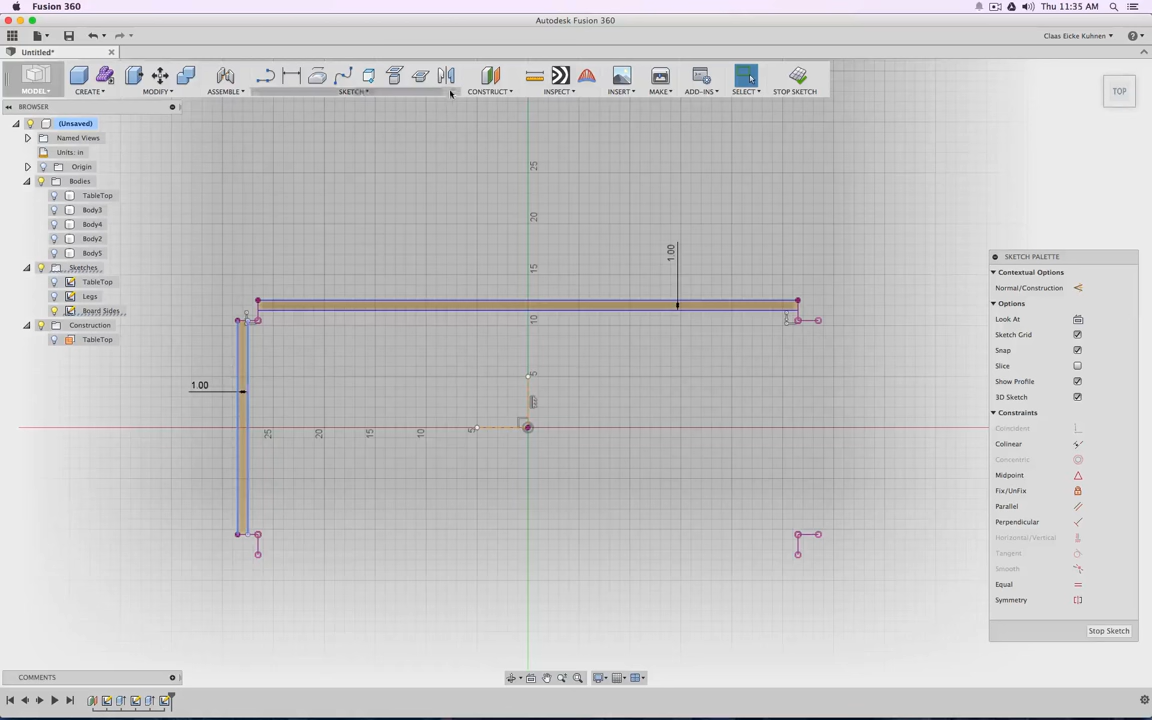 Fusion 360
Thu 11:35 AM
Autodesk Fusion 360
Claas Eicke Kuhnen
Untitled*
MODEL
CREATE
MODIFY
ASSEMBLE
SKETCH
CONSTRUCT
INSPECT
INSERT
MAKE
ADD-INS
SELECT
STOP SKETCH
TOP
BROWSER
(Unsaved)
Named Views
Units: in
Origin
Bodies
TableTop
Body3
Body4
Body2
Body5
Sketches
TableTop
Legs
Board Sides
Construction
TableTop
25
20
15
10
5
1.00
1.00
25
20
15
10
5
SKETCH PALETTE
Contextual Options
Normal/Construction
Options
Look At
Sketch Grid
Snap
Slice
Show Profile
3D Sketch
Constraints
Coincident
Colinear
Concentric
Midpoint
Fix/UnFix
Parallel
Perpendicular
Horizontal/Vertical
Tangent
Smooth
Equal
Symmetry
Stop Sketch
COMMENTS